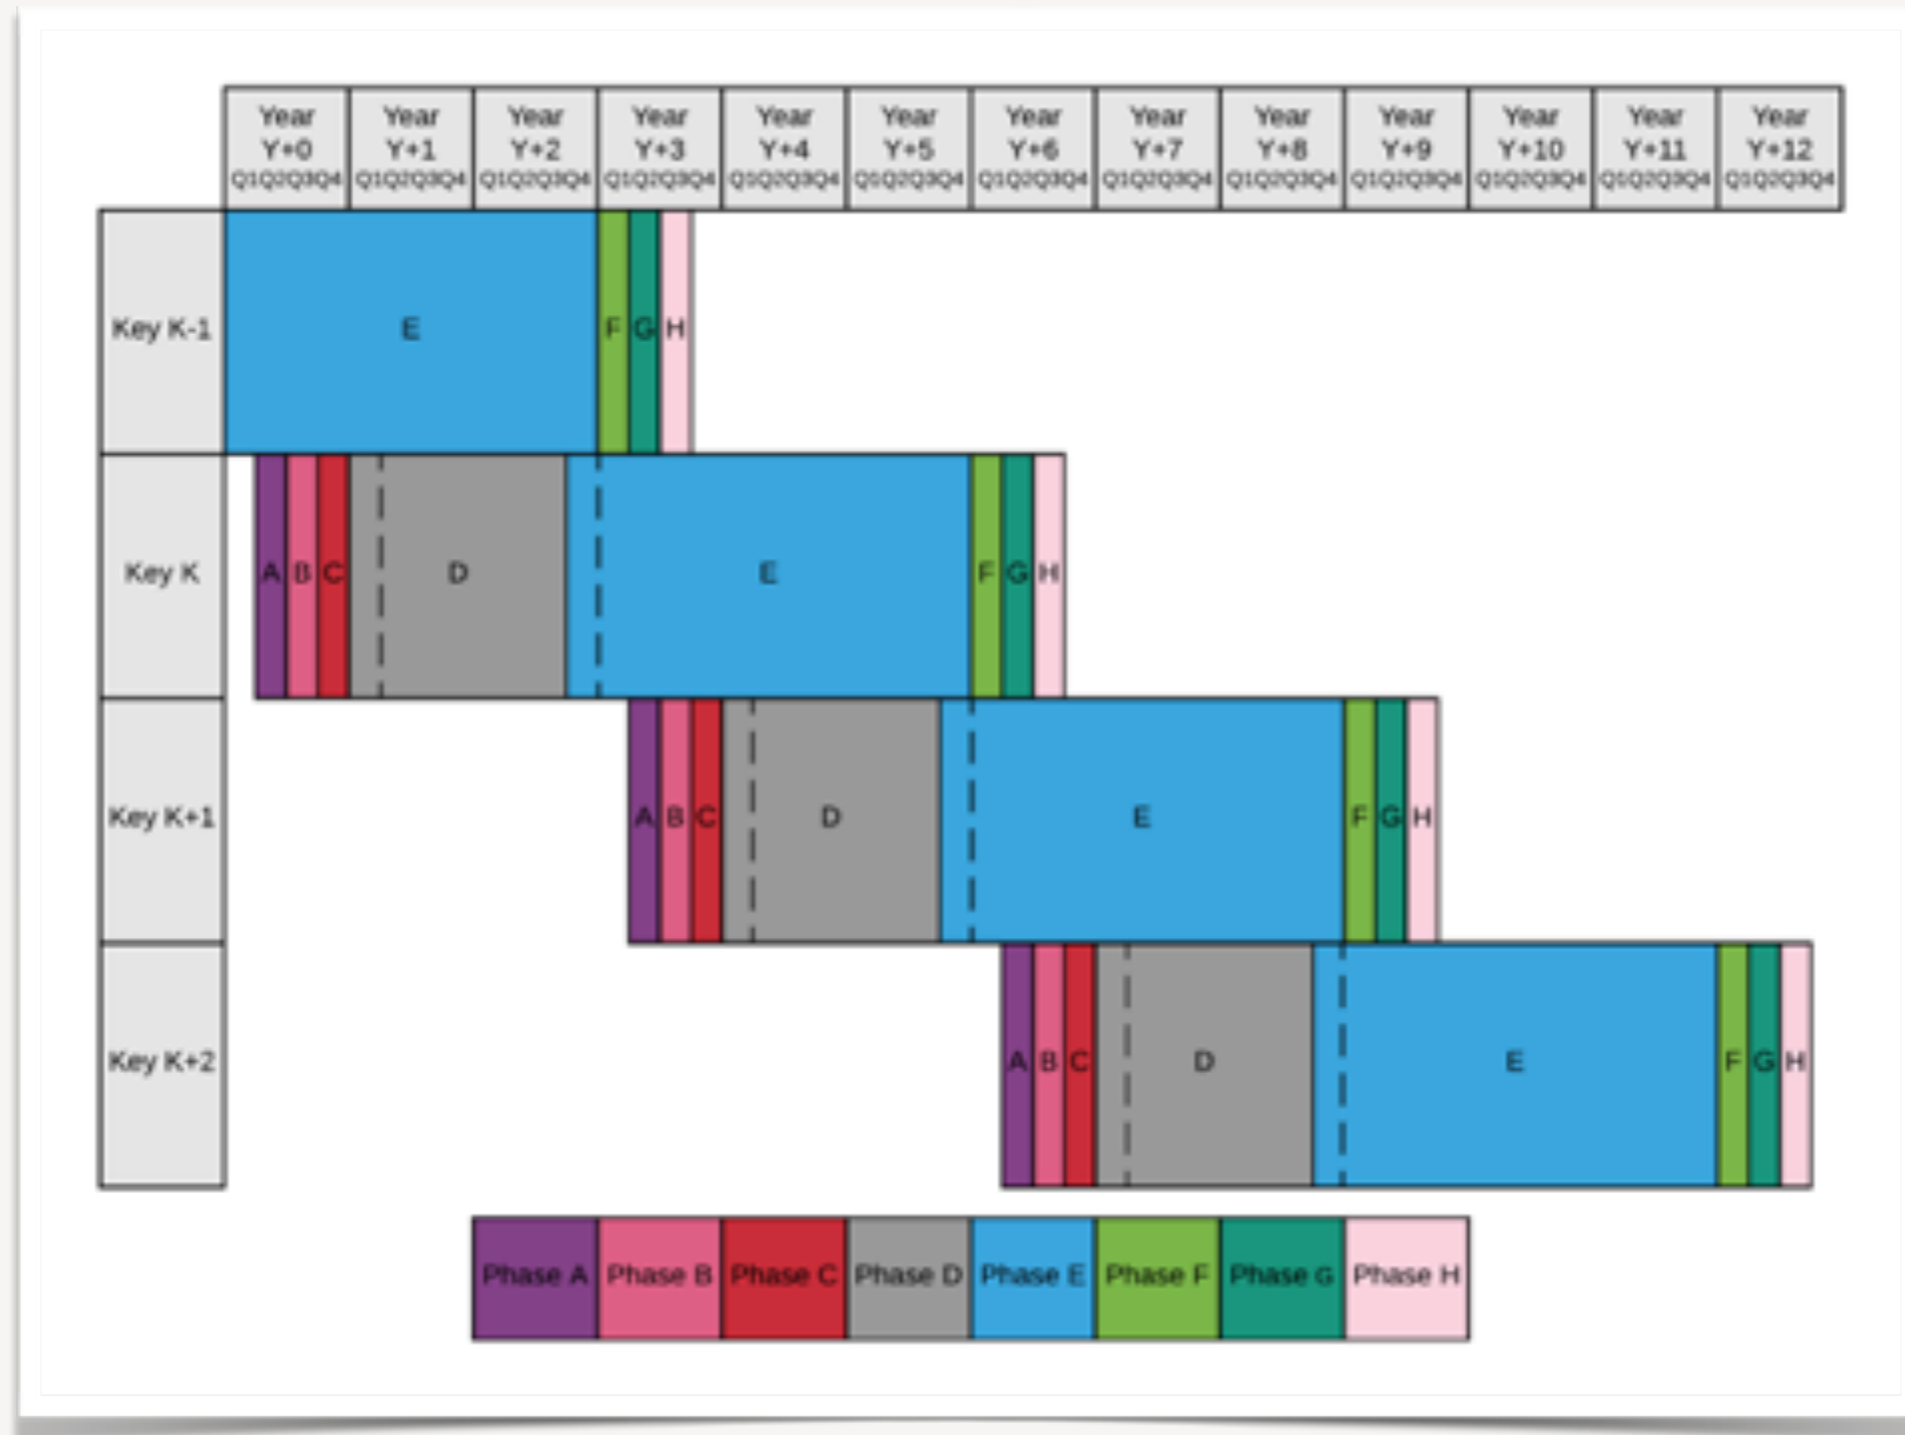 Year Year Year Year Year Year Year Year Year Year Year Year Year
Y+0 Y+1 Y+2 Y+3 Y+4 Y+5 Y+6 Y+7 Y+8 Y+9 Y+10 Y+11 Y+12
Q1Q2Q3Q4 Q1Q2Q3Q4 Q1Q2Q3Q4 Q1Q2Q3Q4 Q1Q2Q3Q4 Q1Q2Q3Q4 Q1Q2Q3Q4 Q1Q2Q3Q4 Q1Q2Q3Q4 Q1Q2Q3Q4 Q1Q2Q3Q4 Q1Q2Q3Q4 Q1Q2Q3Q4
Key K-1 E F G H
Key K A B C D E F G H
Key K+1 A B C D E F G H
Key K+2 A B C D E F G H
Phase A Phase B Phase C Phase D Phase E Phase F Phase G Phase H